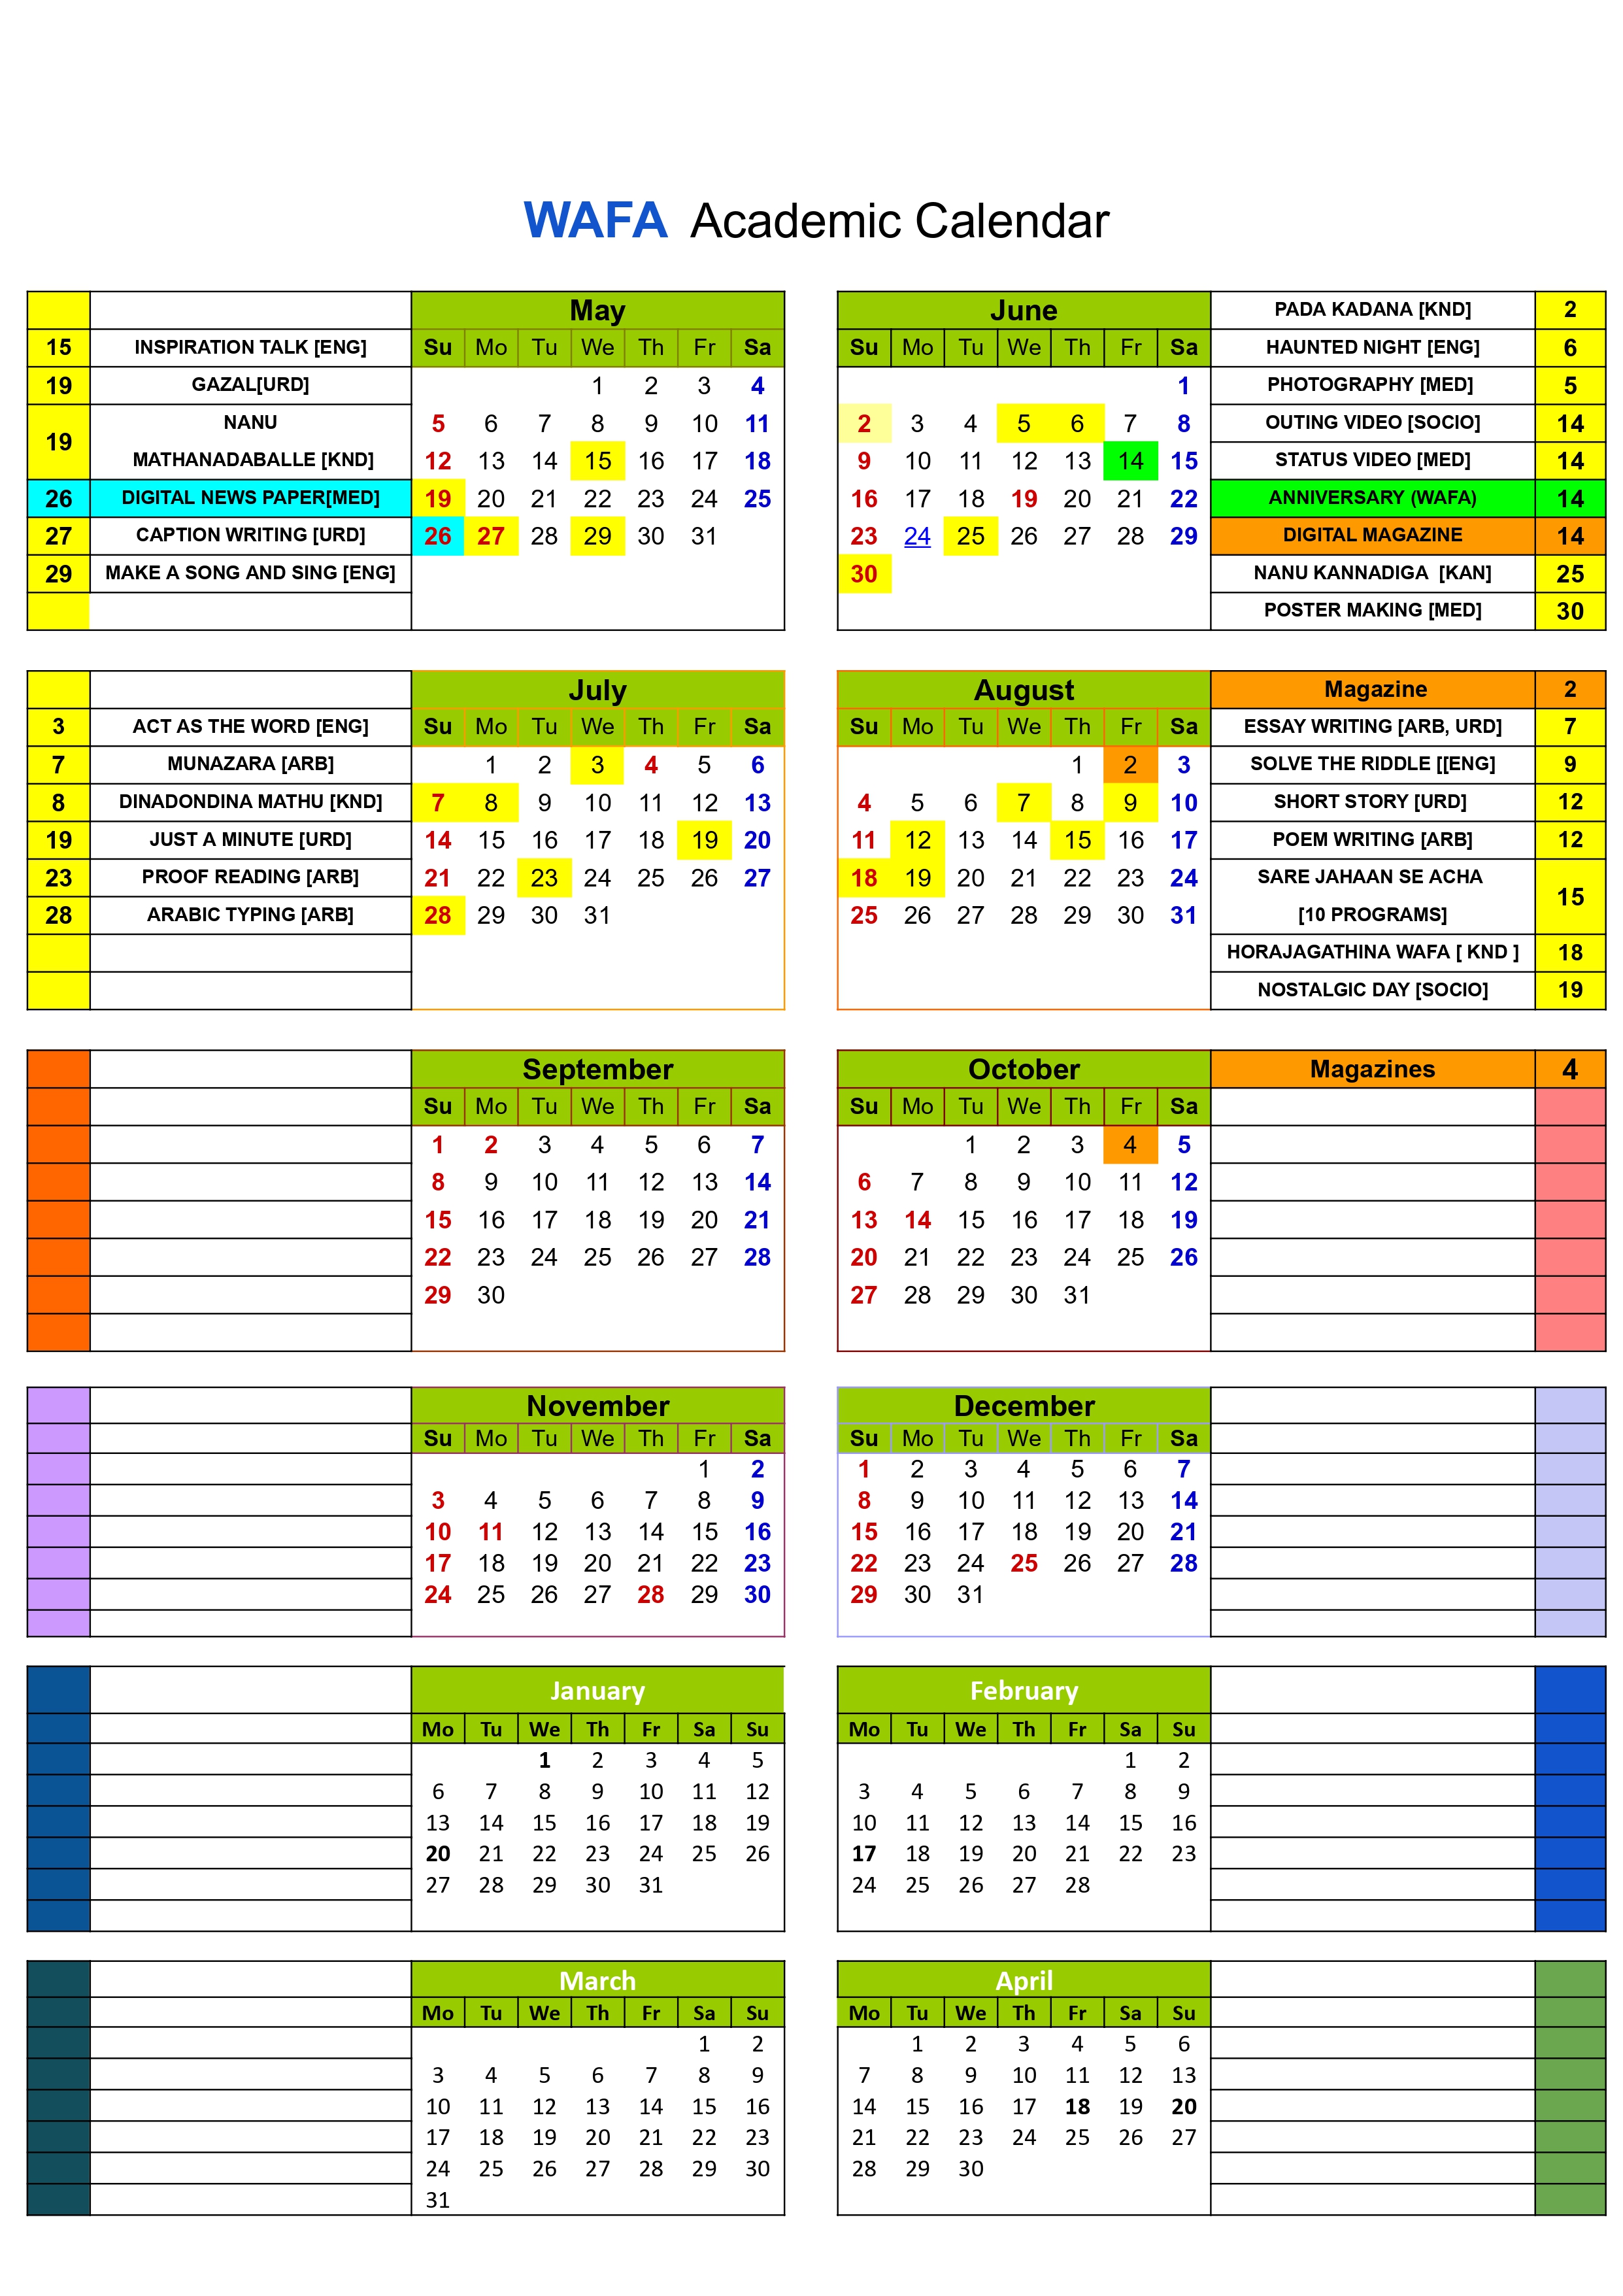 WAFA Academic Calendar
May
15 INSPIRATION TALK [ENG] Su Mo Tu We Th Fr Sa
19 GAZAL[URD] 1 2 3 4
19 NANU 5 6 7 8 9 10 11
MATHANADABALLE [KND] 12 13 14 15 16 17 18
26 DIGITAL NEWS PAPER[MED] 19 20 21 22 23 24 25
27 CAPTION WRITING [URD] 26 27 28 29 30 31
29 MAKE A SONG AND SING [ENG]
June PADA KADANA [KND] 2
Su Mo Tu We Th Fr Sa HAUNTED NIGHT [ENG] 6
1 PHOTOGRAPHY [MED] 5
2 3 4 5 6 7 8 OUTING VIDEO [SOCIO] 14
9 10 11 12 13 14 15 STATUS VIDEO [MED] 14
16 17 18 19 20 21 22 ANNIVERSARY (WAFA) 14
23 24 25 26 27 28 29 DIGITAL MAGAZINE 14
30 NANU KANNADIGA [KAN] 25
POSTER MAKING [MED] 30
July
3 ACT AS THE WORD [ENG] Su Mo Tu We Th Fr Sa
7 MUNAZARA [ARB] 1 2 3 4 5 6
8 DINADONDINA MATHU [KND] 7 8 9 10 11 12 13
19 JUST A MINUTE [URD] 14 15 16 17 18 19 20
23 PROOF READING [ARB] 21 22 23 24 25 26 27
28 ARABIC TYPING [ARB] 28 29 30 31
August Magazine 2
Su Mo Tu We Th Fr Sa ESSAY WRITING [ARB, URD] 7
1 2 3 SOLVE THE RIDDLE [[ENG] 9
4 5 6 7 8 9 10 SHORT STORY [URD] 12
11 12 13 14 15 16 17 POEM WRITING [ARB] 12
18 19 20 21 22 23 24 SARE JAHAAN SE ACHA 15
25 26 27 28 29 30 31 [10 PROGRAMS]
HORAJAGATHINA WAFA [ KND ] 18
NOSTALGIC DAY [SOCIO] 19
September
Su Mo Tu We Th Fr Sa
1 2 3 4 5 6 7
8 9 10 11 12 13 14
15 16 17 18 19 20 21
22 23 24 25 26 27 28
29 30
October Magazines 4
Su Mo Tu We Th Fr Sa
1 2 3 4 5
6 7 8 9 10 11 12
13 14 15 16 17 18 19
20 21 22 23 24 25 26
27 28 29 30 31
November
Su Mo Tu We Th Fr Sa
1 2
3 4 5 6 7 8 9
10 11 12 13 14 15 16
17 18 19 20 21 22 23
24 25 26 27 28 29 30
December
Su Mo Tu We Th Fr Sa
1 2 3 4 5 6 7
8 9 10 11 12 13 14
15 16 17 18 19 20 21
22 23 24 25 26 27 28
29 30 31
January
Mo Tu We Th Fr Sa Su
1 2 3 4 5
6 7 8 9 10 11 12
13 14 15 16 17 18 19
20 21 22 23 24 25 26
27 28 29 30 31
February
Mo Tu We Th Fr Sa Su
1 2
3 4 5 6 7 8 9
10 11 12 13 14 15 16
17 18 19 20 21 22 23
24 25 26 27 28
March
Mo Tu We Th Fr Sa Su
1 2
3 4 5 6 7 8 9
10 11 12 13 14 15 16
17 18 19 20 21 22 23
24 25 26 27 28 29 30
31
April
Mo Tu We Th Fr Sa Su
1 2 3 4 5 6
7 8 9 10 11 12 13
14 15 16 17 18 19 20
21 22 23 24 25 26 27
28 29 30